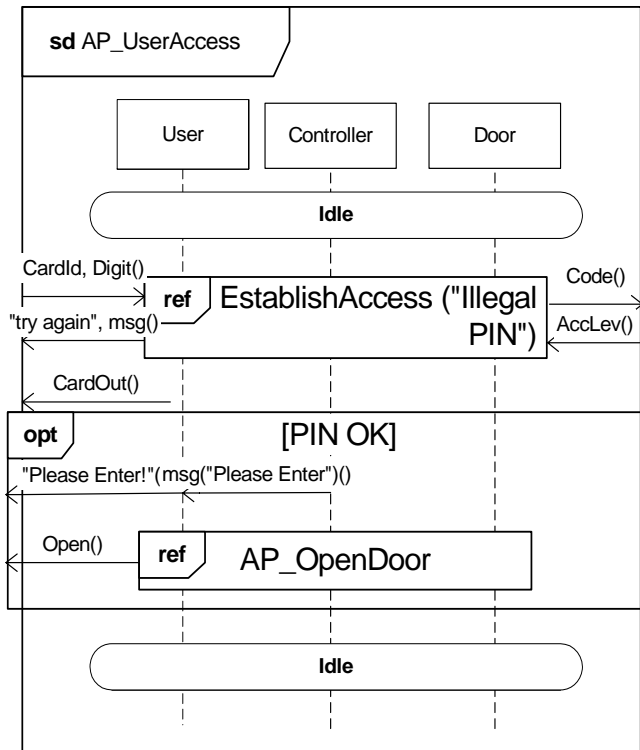 sd AP_UserAccess
User
Controller
Door
Idle
CardId, Digit()
ref
EstablishAccess ("Illegal
PIN")
Code()
"try again", msg()
AccLev()
CardOut()
opt
[PIN OK]
"Please Enter!"(msg("Please Enter")()
Open()
ref
AP_OpenDoor
Idle